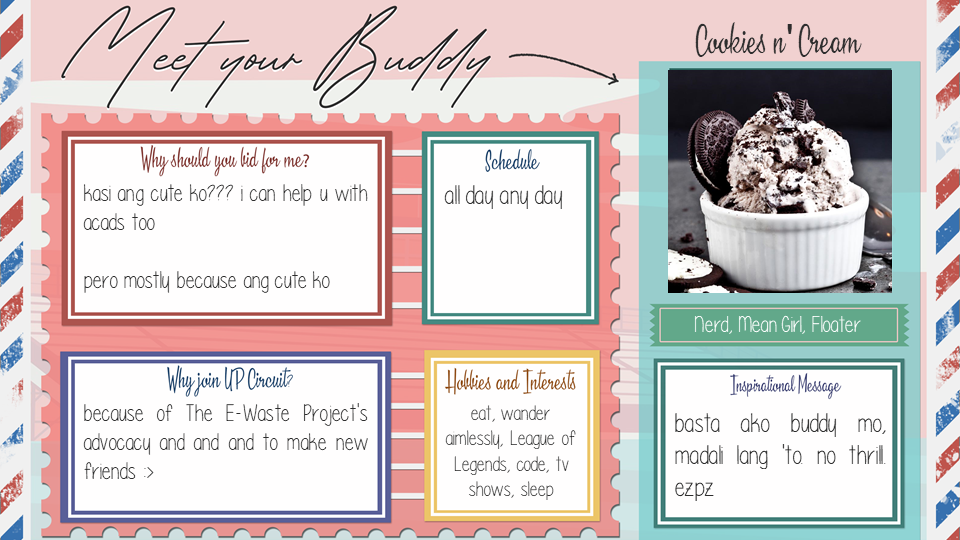 Meet your Buddy
Cookies n' Cream
Why should you bid for me?
kasi ang cute ko??? i can help u with
acads too
pero mostly because ang cute ko
Schedule
all day any day
Nerd, Mean Girl, Floater
Why join UP Circuit?
because of The E-Waste Project's
advocacy and and and to make new
friends :>
Hobbies and Interests
eat, wander
aimlessly, League of
Legends, code, tv
shows, sleep
Inspirational Message
basta ako buddy mo,
madali lang 'to. no thrill.
ezpz